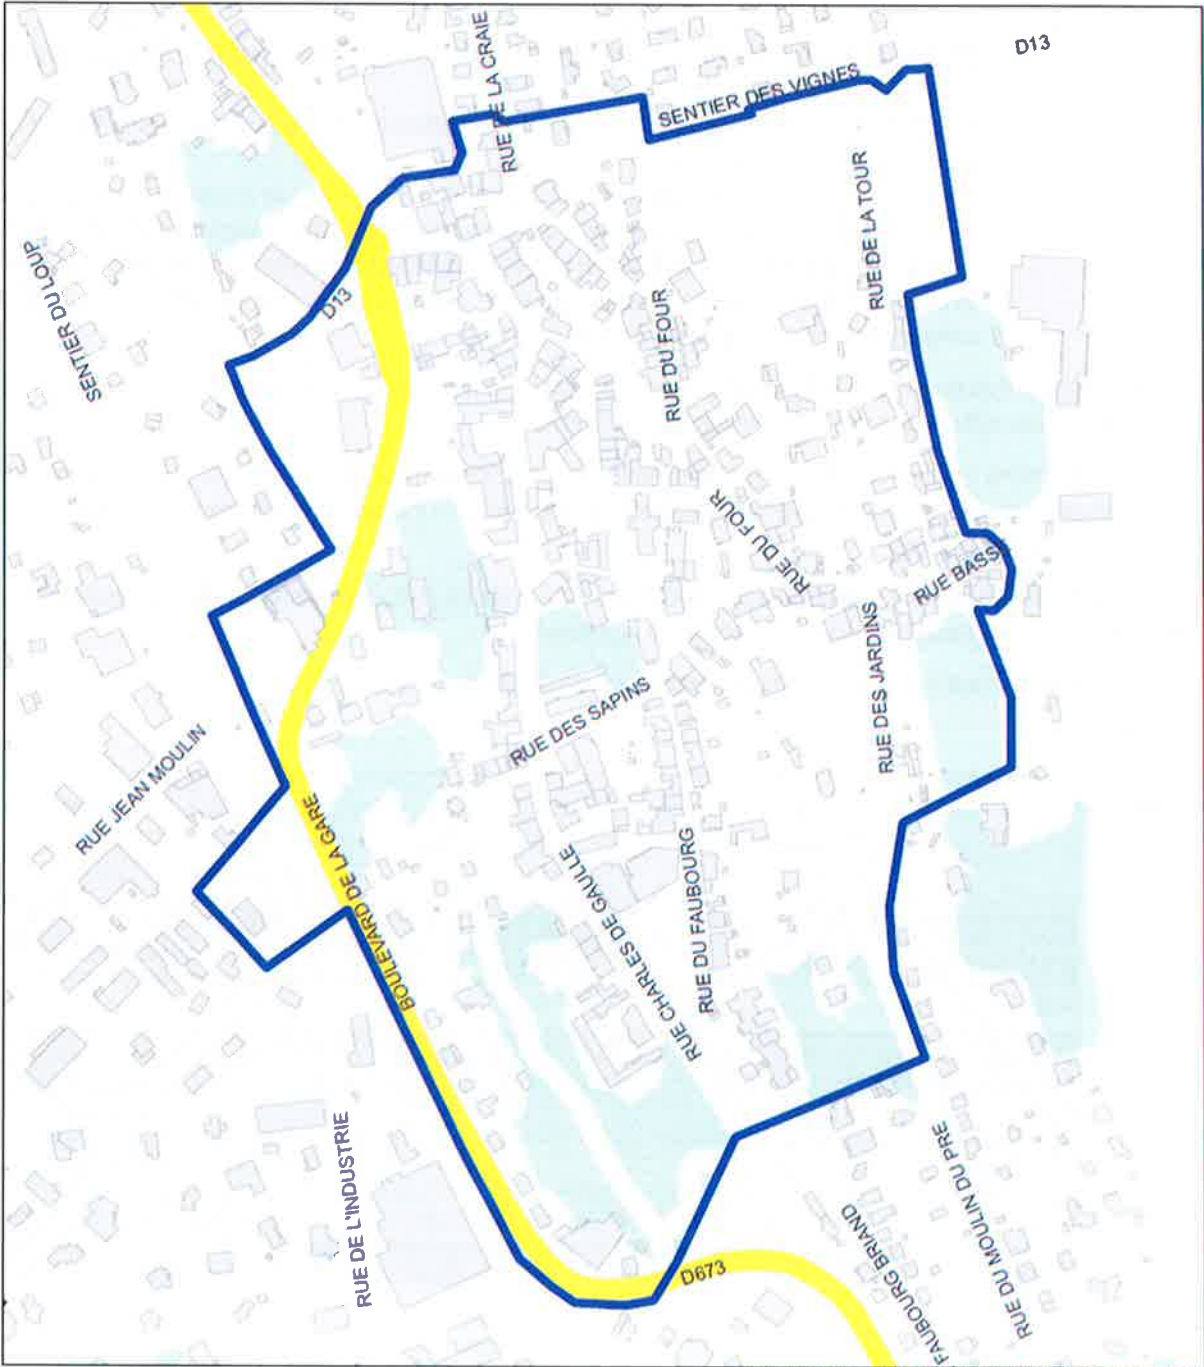 RUE DE LA CRAIE
D13
SENTIER DES VIGNES
RUE DE LA TOUR
SENTIER DU LOUP
D13
RUE DU FOUR
RUE DU FOUR
RUE BASSE
RUE DES JARDINS
RUE DES SAPINS
RUE JEAN MOULIN
BOULEVARD DE LA GARE
RUE CHARLES DE GAULLE
RUE DU FAUBOURG
RUE DE L'INDUSTRIE
D673
FAUBOURG BRIAND
RUE DU MOULIN DU PRE